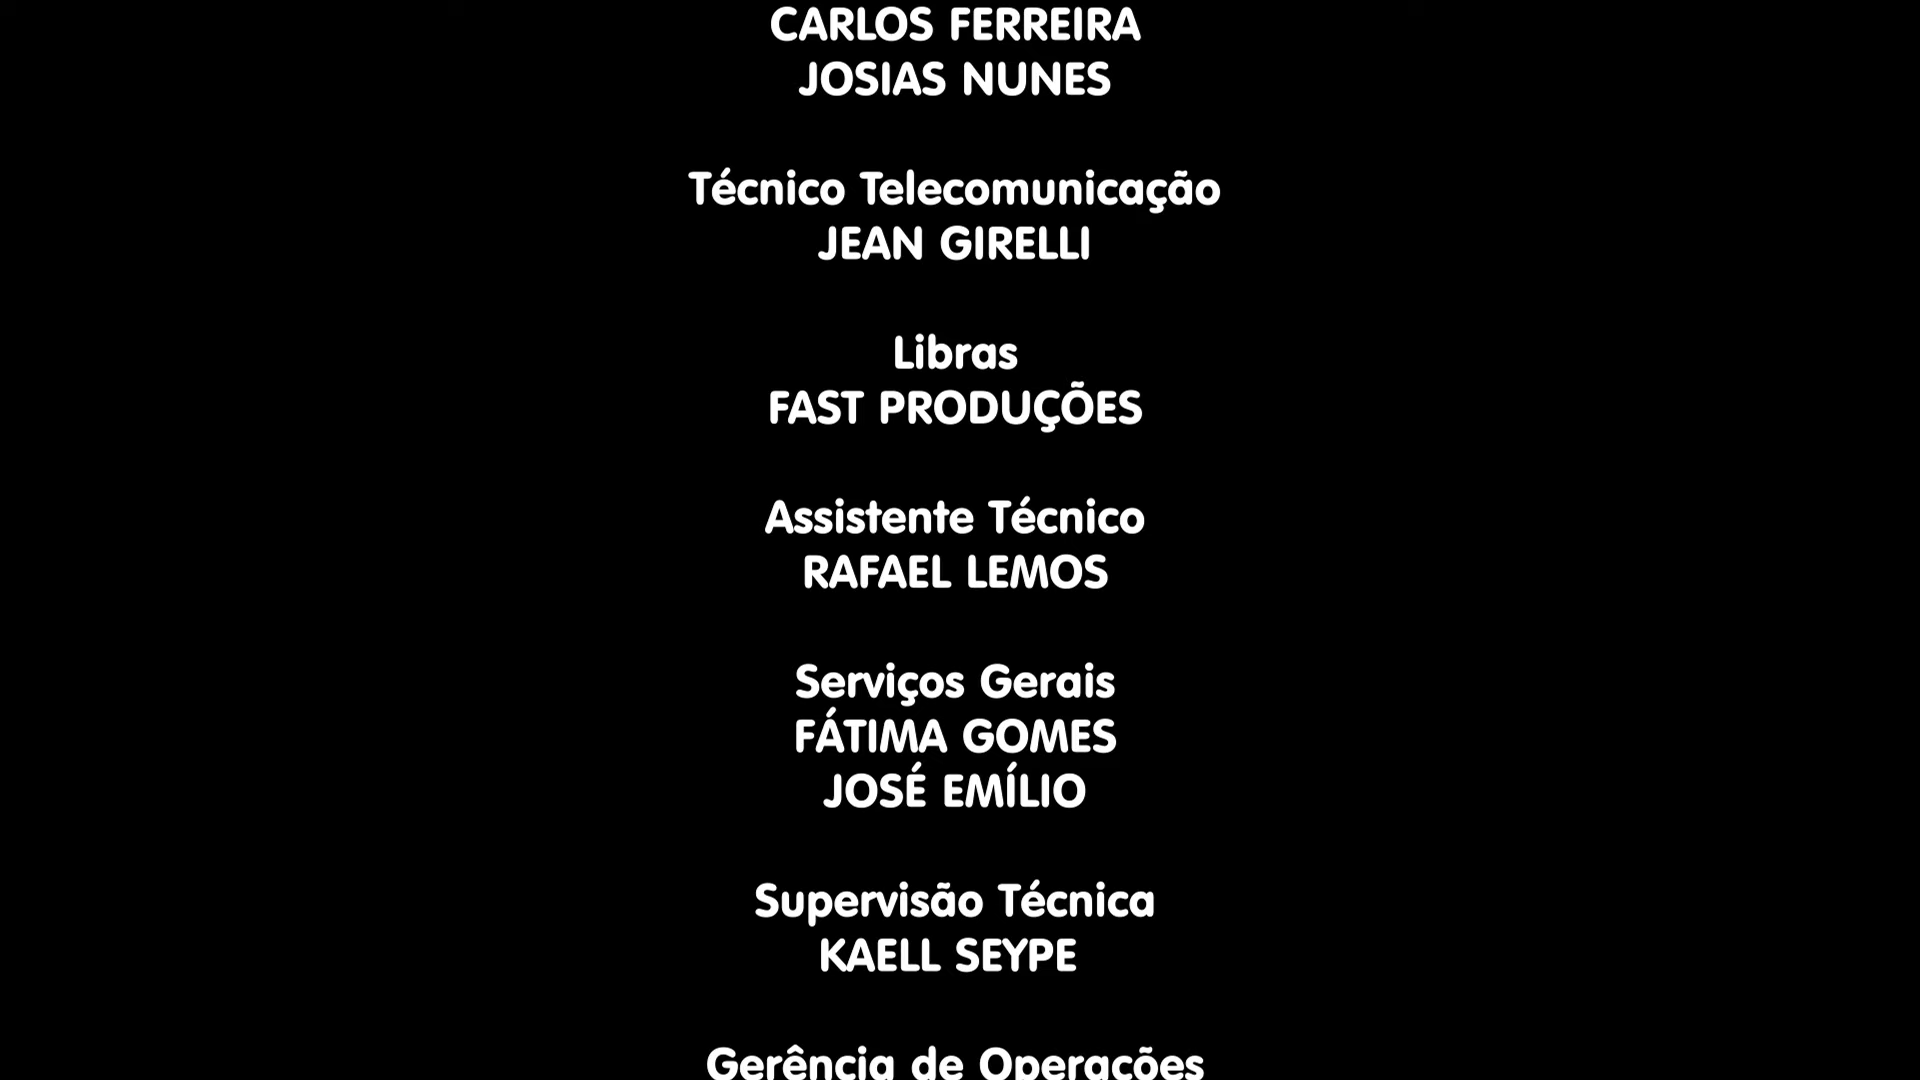 CARLOS FERREIRA
JOSIAS NUNES
Técnico Telecomunicação
JEAN GIRELLI
Libras
FAST PRODUÇÕES
Assistente Técnico
RAFAEL LEMOS
Serviços Gerais
FÁTIMA GOMES
JOSÉ EMÍLIO
Supervisão Técnica
KAELL SEYPE
Gerência de Operações